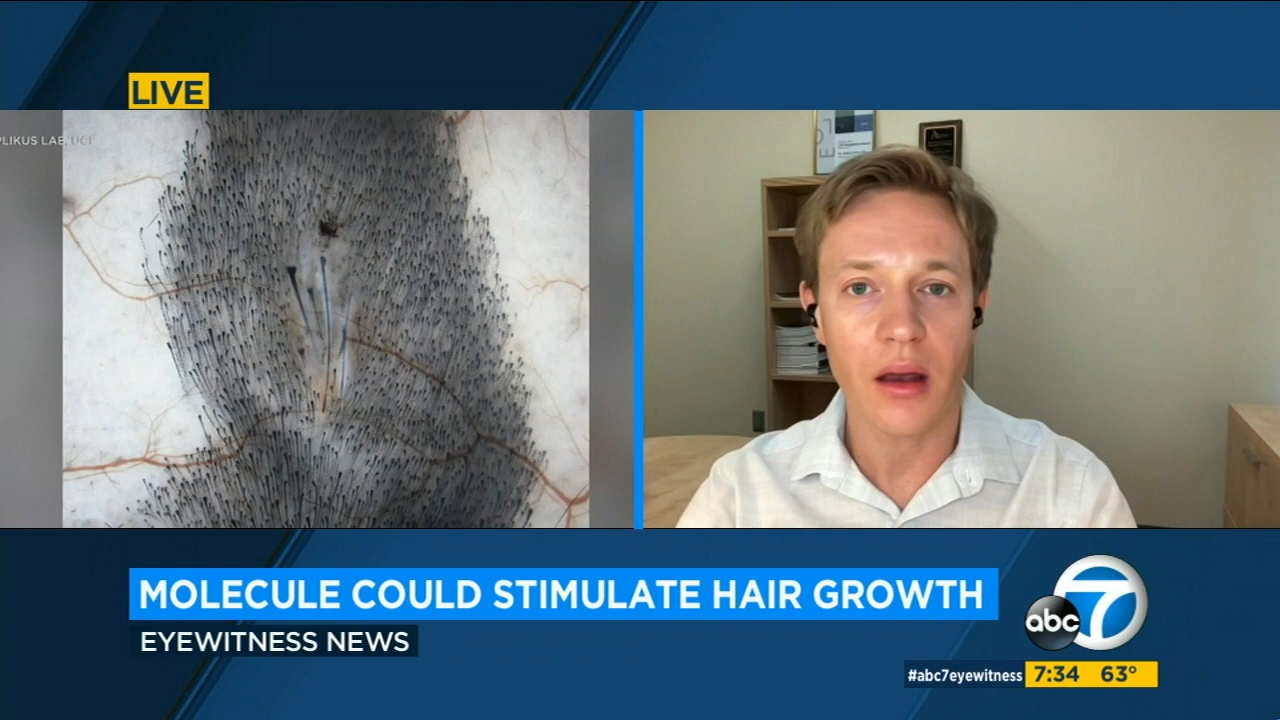 LIVE
PLIKUS LAB, UCI
MOLECULE COULD STIMULATE HAIR GROWTH
EYEWITNESS NEWS
abc 7
#abc7eyewitness 7:34 63°